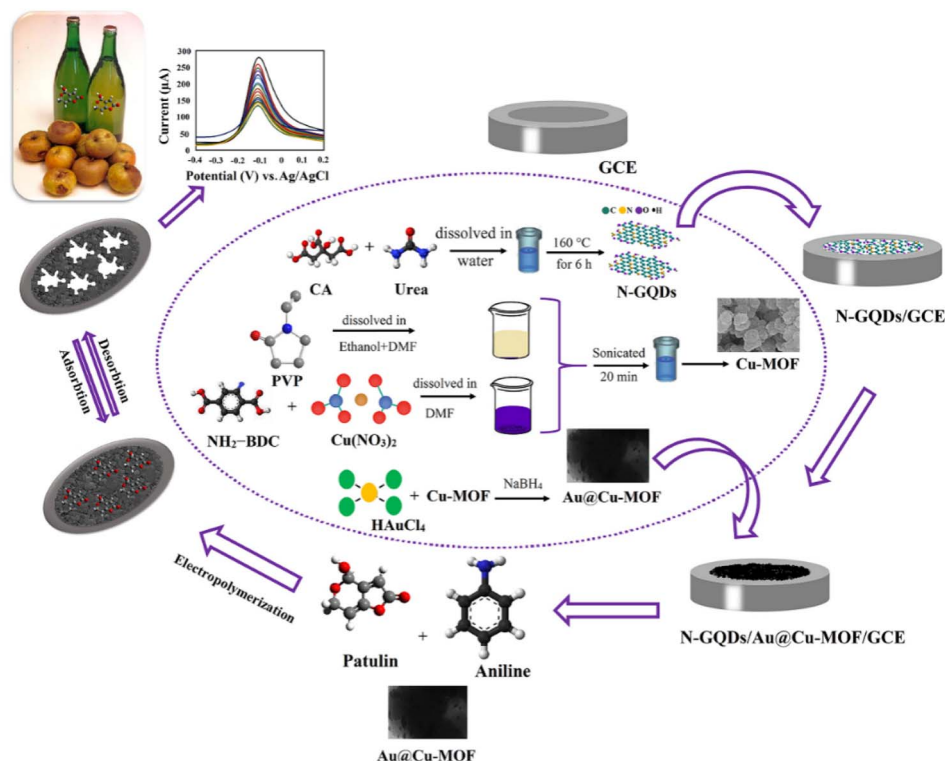 300
250
200
150
100
50
0
Current (µA)
-0.4 -0.3 -0.2 -0.1 0 0.1 0.2
Potential (V) vs. Ag/AgCl
GCE
C N O H
CA
+
Urea
dissolved in
water
160 °C
for 6 h
N-GQDs
N-GQDs/GCE
PVP
dissolved in
Ethanol+DMF
Sonicated
20 min
Cu-MOF
NH₂-BDC
+
Cu(NO₃)₂
dissolved in
DMF
HAuCl₄
+ Cu-MOF
NaBH₄
Au@Cu-MOF
N-GQDs/Au@Cu-MOF/GCE
Patulin
+
Aniline
Au@Cu-MOF
Electropolymerization
Adsorbtion
Desorbtion